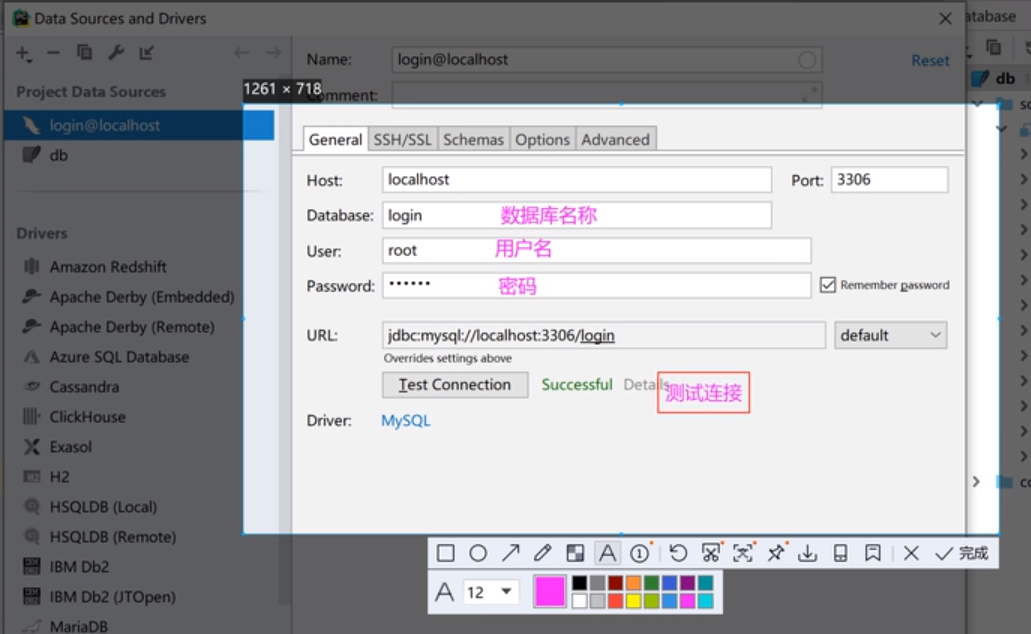 Data Sources and Drivers
atabase
Name: login@localhost Reset
1261 × 718
Comment:
Project Data Sources
login@localhost
db
db
General SSH/SSL Schemas Options Advanced
Host: localhost Port: 3306
Database: login 数据库名称
User: root 用户名
Password: •••••• 密码 Remember password
URL: jdbc:mysql://localhost:3306/login default
Overrides settings above
Test Connection Successful Details 测试连接
Driver: MySQL
Drivers
Amazon Redshift
Apache Derby (Embedded)
Apache Derby (Remote)
Azure SQL Database
Cassandra
ClickHouse
Exasol
H2
HSQLDB (Local)
HSQLDB (Remote)
IBM Db2
IBM Db2 (JTOpen)
MariaDB
sc
co
A 完成
A 12